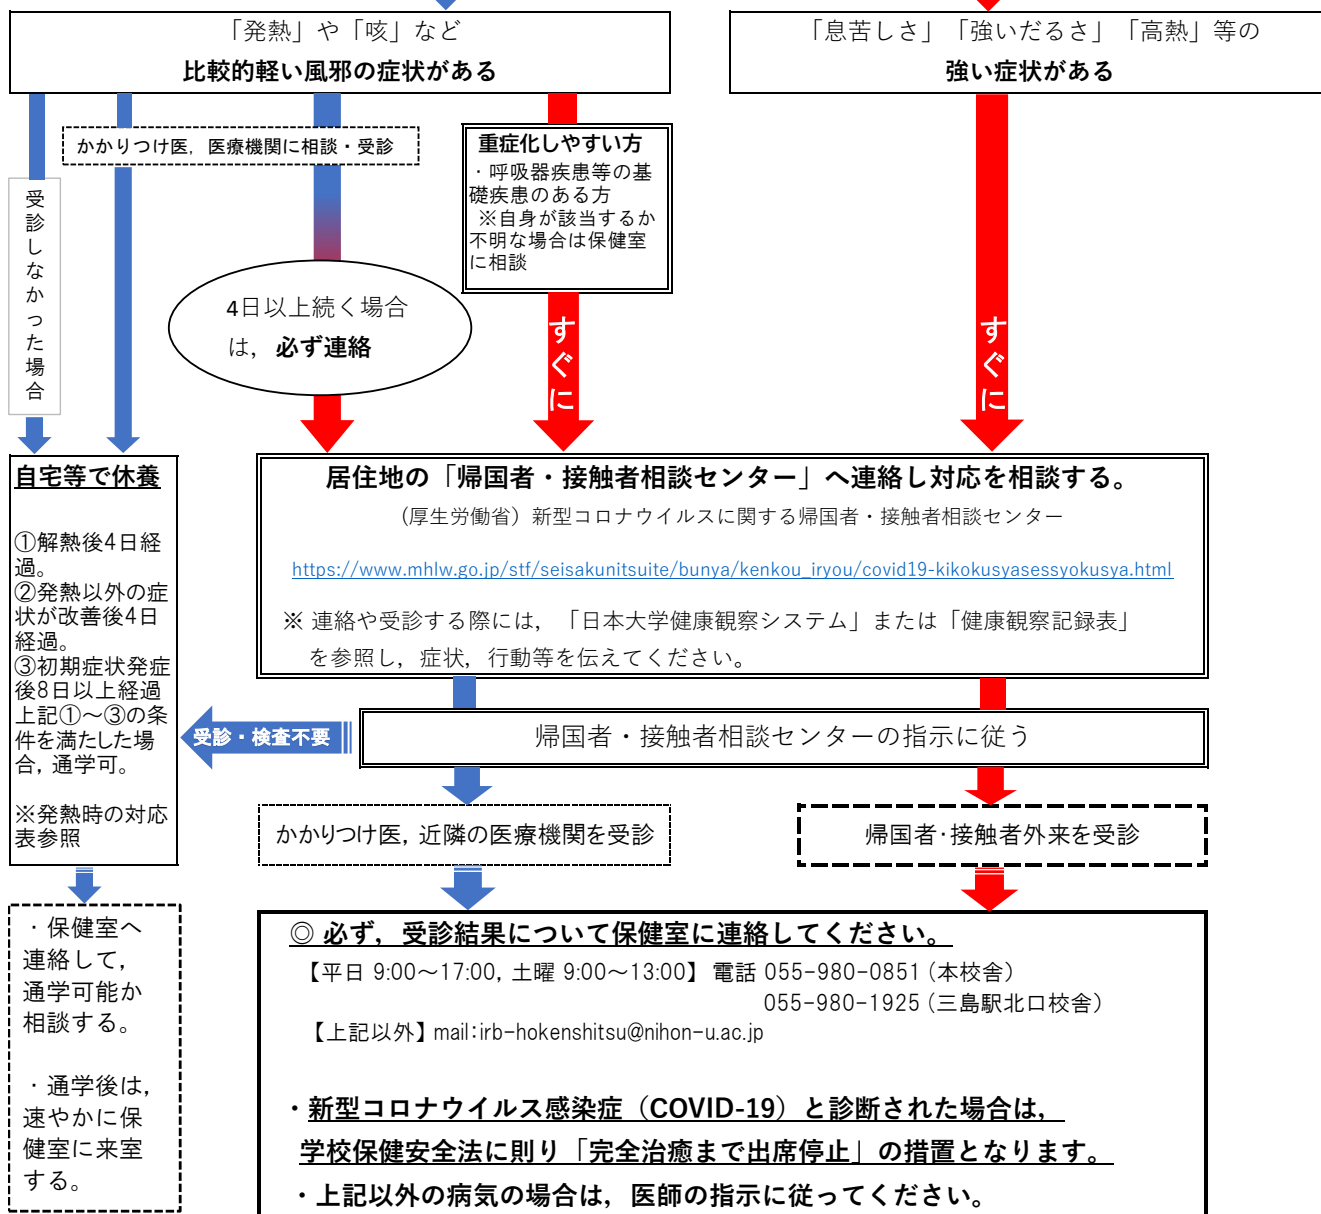 「発熱」や「咳」など
比較的軽い風邪の症状がある
「息苦しさ」「強いだるさ」「高熱」等の
強い症状がある
かかりつけ医，医療機関に相談・受診
受診しなかった場合
重症化しやすい方
・呼吸器疾患等の基
礎疾患のある方
※自身が該当するか
不明な場合は保健室
に相談
4日以上続く場合
は，必ず連絡
すぐに
すぐに
自宅等で休養
①解熱後4日経
過。
②発熱以外の症
状が改善後4日
経過。
③初期症状発症
後8日以上経過
上記①～③の条
件を満たした場
合，通学可。
※発熱時の対応
表参照
居住地の「帰国者・接触者相談センター」へ連絡し対応を相談する。
（厚生労働省）新型コロナウイルスに関する帰国者・接触者相談センター
https://www.mhlw.go.jp/stf/seisakunitsuite/bunya/kenkou_iryou/covid19-kikokusyasessyokusya.html
※ 連絡や受診する際には，「日本大学健康観察システム」または「健康観察記録表」
を参照し，症状，行動等を伝えてください。
受診・検査不要
帰国者・接触者相談センターの指示に従う
かかりつけ医，近隣の医療機関を受診
帰国者・接触者外来を受診
・保健室へ
連絡して，
通学可能か
相談する。
・通学後は，
速やかに保
健室に来室
する。
◎ 必ず，受診結果について保健室に連絡してください。
【平日 9:00～17:00，土曜 9:00～13:00】 電話 055-980-0851（本校舎）
055-980-1925（三島駅北口校舎）
【上記以外】mail：irb-hokenshitsu@nihon-u.ac.jp
・新型コロナウイルス感染症（COVID-19）と診断された場合は，
学校保健安全法に則り「完全治癒まで出席停止」の措置となります。
・上記以外の病気の場合は，医師の指示に従ってください。